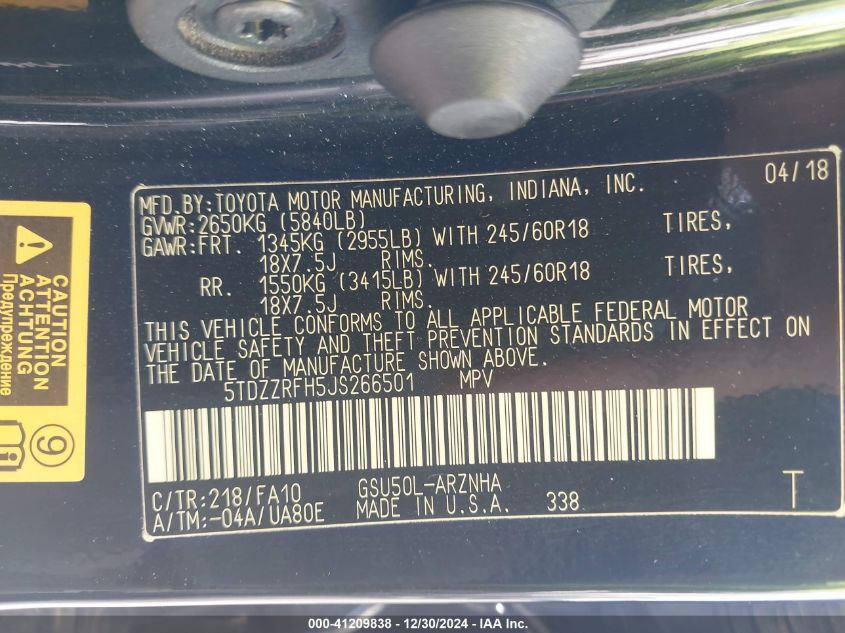 MFD.BY:TOYOTA MOTOR MANUFACTURING, INDIANA, INC. 04/18
GVWR:2650KG (5840LB)
GAWR:FRT. 1345KG (2955LB) WITH 245/60R18 TIRES,
18X7.5J RIMS.
RR. 1550KG (3415LB) WITH 245/60R18 TIRES,
18X7.5J RIMS.
THIS VEHICLE CONFORMS TO ALL APPLICABLE FEDERAL MOTOR
VEHICLE SAFETY AND THEFT PREVENTION STANDARDS IN EFFECT ON
THE DATE OF MANUFACTURE SHOWN ABOVE.
5TDZZRFH5JS266501 MPV
C/TR:218/FA10 GSU50L-ARZNHA
A/TM:-04A/UA80E MADE IN U.S.A. 338 T
CAUTION
ATTENTION
ACHTUNG
Предупреждение
9
i
000-41209838 - 12/30/2024 - IAA Inc.